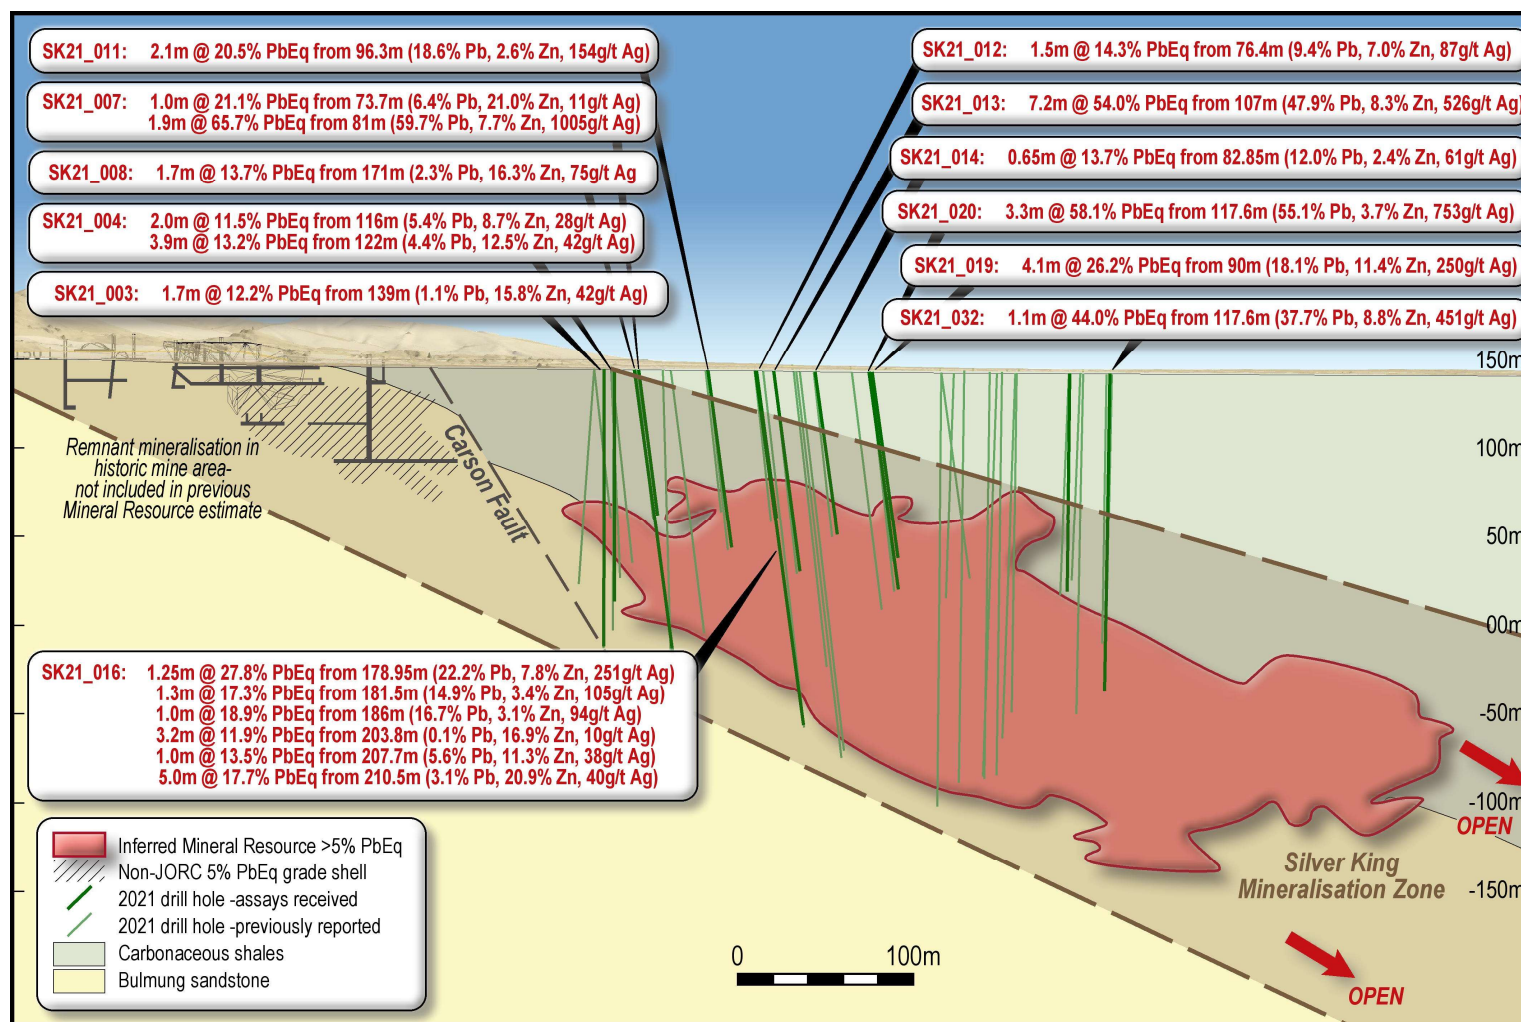 SK21_011: 2.1m @ 20.5% PbEq from 96.3m (18.6% Pb, 2.6% Zn, 154g/t Ag)
SK21_007: 1.0m @ 21.1% PbEq from 73.7m (6.4% Pb, 21.0% Zn, 11g/t Ag)
1.9m @ 65.7% PbEq from 81m (59.7% Pb, 7.7% Zn, 1005g/t Ag)
SK21_008: 1.7m @ 13.7% PbEq from 171m (2.3% Pb, 16.3% Zn, 75g/t Ag
SK21_004: 2.0m @ 11.5% PbEq from 116m (5.4% Pb, 8.7% Zn, 28g/t Ag)
3.9m @ 13.2% PbEq from 122m (4.4% Pb, 12.5% Zn, 42g/t Ag)
SK21_003: 1.7m @ 12.2% PbEq from 139m (1.1% Pb, 15.8% Zn, 42g/t Ag)
SK21_012: 1.5m @ 14.3% PbEq from 76.4m (9.4% Pb, 7.0% Zn, 87g/t Ag)
SK21_013: 7.2m @ 54.0% PbEq from 107m (47.9% Pb, 8.3% Zn, 526g/t Ag)
SK21_014: 0.65m @ 13.7% PbEq from 82.85m (12.0% Pb, 2.4% Zn, 61g/t Ag)
SK21_020: 3.3m @ 58.1% PbEq from 117.6m (55.1% Pb, 3.7% Zn, 753g/t Ag)
SK21_019: 4.1m @ 26.2% PbEq from 90m (18.1% Pb, 11.4% Zn, 250g/t Ag)
SK21_032: 1.1m @ 44.0% PbEq from 117.6m (37.7% Pb, 8.8% Zn, 451g/t Ag)
150m
100m
50m
00m
-50m
-100m
-150m
Remnant mineralisation in
historic mine area-
not included in previous
Mineral Resource estimate
Carson Fault
SK21_016: 1.25m @ 27.8% PbEq from 178.95m (22.2% Pb, 7.8% Zn, 251g/t Ag)
1.3m @ 17.3% PbEq from 181.5m (14.9% Pb, 3.4% Zn, 105g/t Ag)
1.0m @ 18.9% PbEq from 186m (16.7% Pb, 3.1% Zn, 94g/t Ag)
3.2m @ 11.9% PbEq from 203.8m (0.1% Pb, 16.9% Zn, 10g/t Ag)
1.0m @ 13.5% PbEq from 207.7m (5.6% Pb, 11.3% Zn, 38g/t Ag)
5.0m @ 17.7% PbEq from 210.5m (3.1% Pb, 20.9% Zn, 40g/t Ag)
OPEN
Silver King
Mineralisation Zone
OPEN
Inferred Mineral Resource >5% PbEq
Non-JORC 5% PbEq grade shell
2021 drill hole -assays received
2021 drill hole -previously reported
Carbonaceous shales
Bulmung sandstone
0 100m